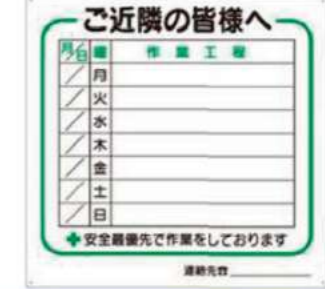 ご近隣の皆様へ
月/日 曜 作業工程
/ 月
/ 火
/ 水
/ 木
/ 金
/ 土
/ 日
安全最優先で作業をしております
連絡先☎